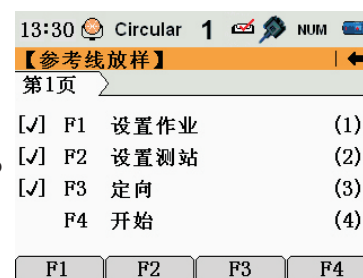 13:30 Circular 1 NUM
【参考线放样】
第1页
[✓] F1 设置作业 (1)
[✓] F2 设置测站 (2)
[✓] F3 定向 (3)
F4 开始 (4)
F1 F2 F3 F4